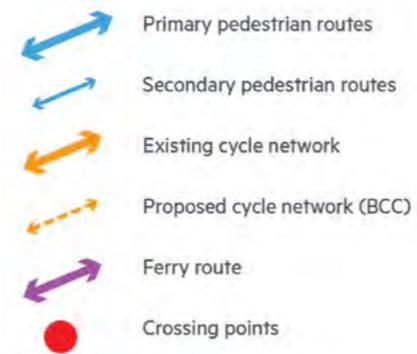 Primary pedestrian routes
Secondary pedestrian routes
Existing cycle network
Proposed cycle network (BCC)
Ferry route
Crossing points